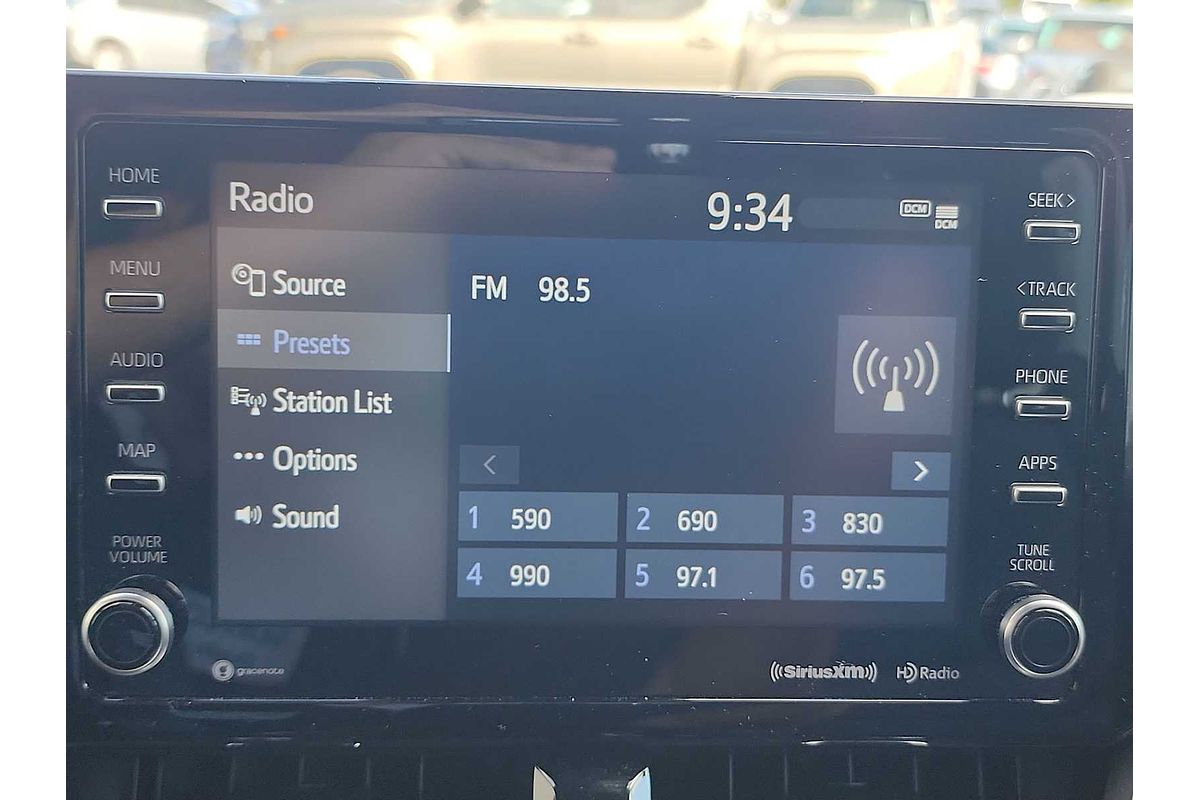 HOME
MENU
AUDIO
MAP
POWER
VOLUME
Radio
9:34
DCM
DCM
Source
Presets
Station List
Options
Sound
FM 98.5
<
>
1 590
2 690
3 830
4 990
5 97.1
6 97.5
SEEK >
< TRACK
PHONE
APPS
TUNE
SCROLL
gracenote
((SiriusXM))
HD Radio